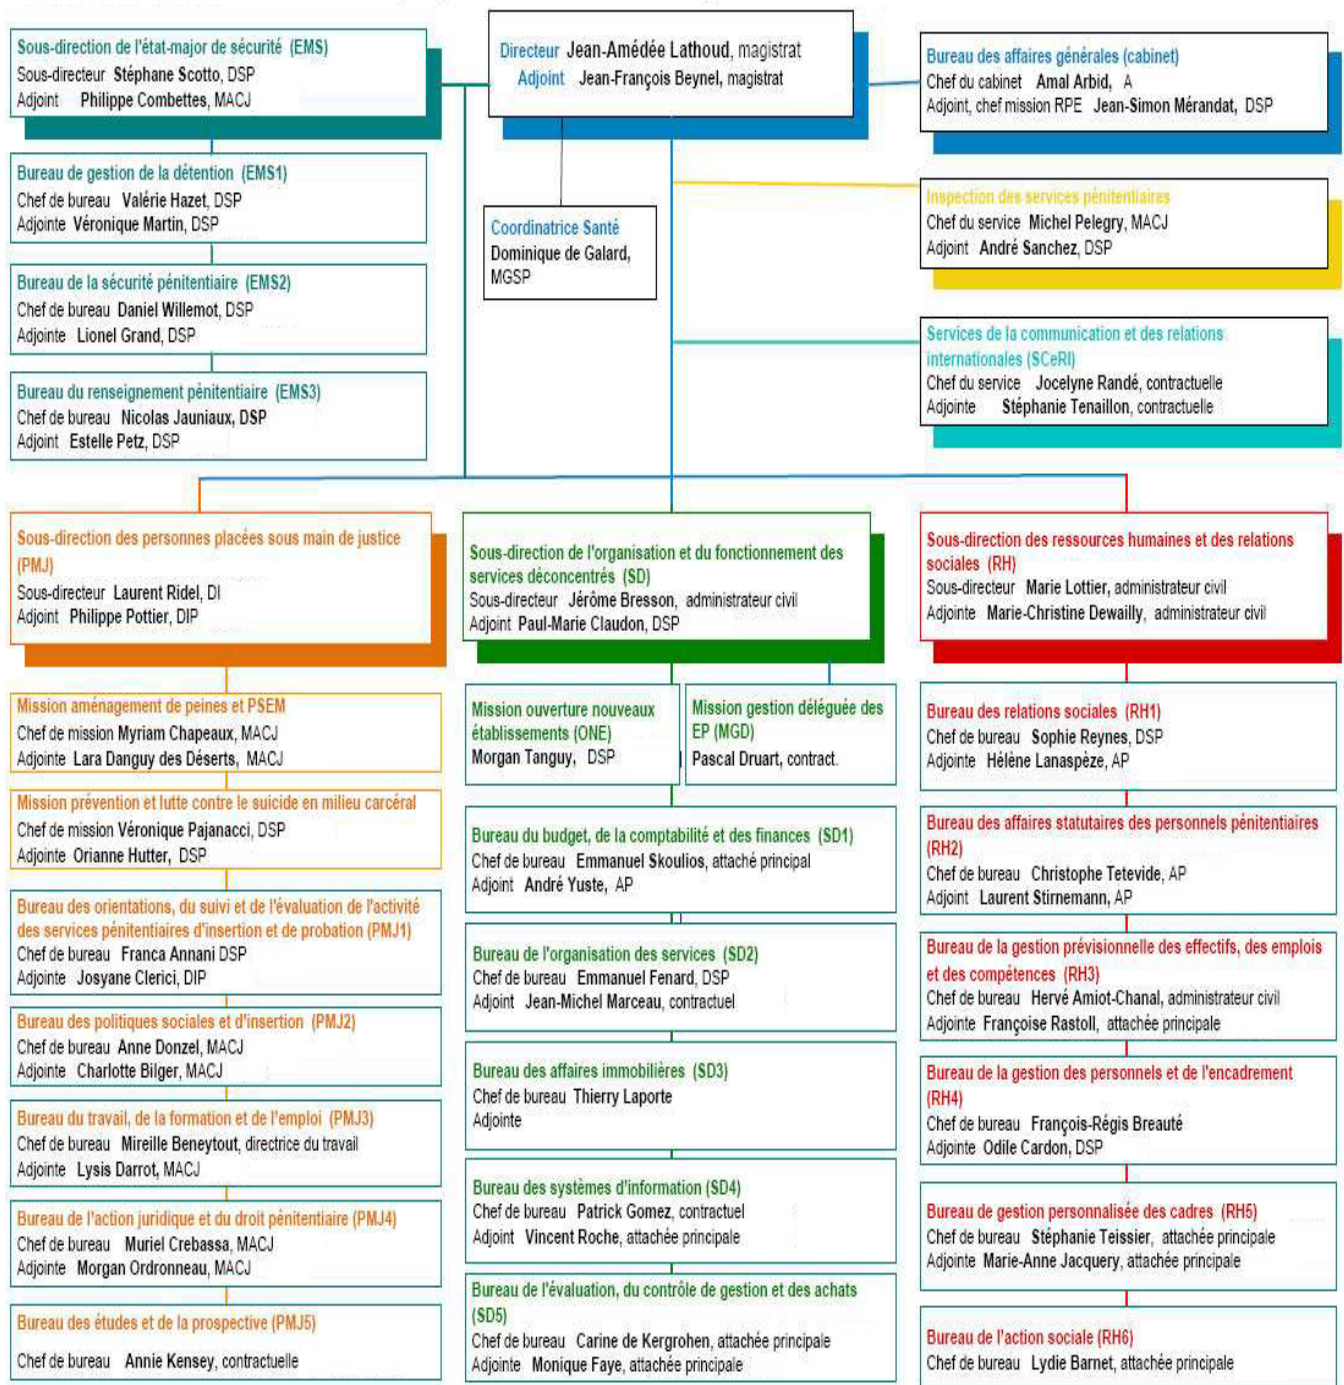 Directeur Jean-Amédée Lathoud, magistrat
Adjoint Jean-François Beynel, magistrat
Coordinatrice Santé
Dominique de Galard,
MGSP
Sous-direction de l'état-major de sécurité (EMS)
Sous-directeur Stéphane Scotto, DSP
Adjoint Philippe Combettes, MACJ
Bureau de gestion de la détention (EMS1)
Chef de bureau Valérie Hazet, DSP
Adjointe Véronique Martin, DSP
Bureau de la sécurité pénitentiaire (EMS2)
Chef de bureau Daniel Willemot, DSP
Adjointe Lionel Grand, DSP
Bureau du renseignement pénitentiaire (EMS3)
Chef de bureau Nicolas Jauniaux, DSP
Adjoint Estelle Petz, DSP
Bureau des affaires générales (cabinet)
Chef du cabinet Amal Arbid, A
Adjoint, chef mission RPE Jean-Simon Mérandat, DSP
Inspection des services pénitentiaires
Chef du service Michel Pelegry, MACJ
Adjoint André Sanchez, DSP
Services de la communication et des relations
internationales (SCeRI)
Chef du service Jocelyne Randé, contractuelle
Adjointe Stéphanie Tenaillon, contractuelle
Sous-direction des personnes placées sous main de justice
(PMJ)
Sous-directeur Laurent Ridel, DI
Adjoint Philippe Pottier, DIP
Mission aménagement de peines et PSEM
Chef de mission Myriam Chapeaux, MACJ
Adjointe Lara Danguy des Déserts, MACJ
Mission prévention et lutte contre le suicide en milieu carcéral
Chef de mission Véronique Pajanacci, DSP
Adjointe Orianne Hutter, DSP
Bureau des orientations, du suivi et de l'évaluation de l'activité
des services pénitentiaires d'insertion et de probation (PMJ1)
Chef de bureau Franca Annani DSP
Adjointe Josyane Clerici, DIP
Bureau des politiques sociales et d'insertion (PMJ2)
Chef de bureau Anne Donzel, MACJ
Adjointe Charlotte Bilger, MACJ
Bureau du travail, de la formation et de l'emploi (PMJ3)
Chef de bureau Mireille Beneytout, directrice du travail
Adjointe Lysis Darrot, MACJ
Bureau de l'action juridique et du droit pénitentiaire (PMJ4)
Chef de bureau Muriel Crebassa, MACJ
Adjointe Morgan Ordronneau, MACJ
Bureau des études et de la prospective (PMJ5)
Chef de bureau Annie Kensey, contractuelle
Sous-direction de l'organisation et du fonctionnement des
services déconcentrés (SD)
Sous-directeur Jérôme Bresson, administrateur civil
Adjoint Paul-Marie Claudon, DSP
Mission ouverture nouveaux
établissements (ONE)
Morgan Tanguy, DSP
Mission gestion déléguée des
EP (MGD)
Pascal Druart, contract.
Bureau du budget, de la comptabilité et des finances (SD1)
Chef de bureau Emmanuel Skoulios, attaché principal
Adjoint André Yuste, AP
Bureau de l'organisation des services (SD2)
Chef de bureau Emmanuel Fenard, DSP
Adjoint Jean-Michel Marceau, contractuel
Bureau des affaires immobilières (SD3)
Chef de bureau Thierry Laporte
Adjointe
Bureau des systèmes d'information (SD4)
Chef de bureau Patrick Gomez, contractuel
Adjoint Vincent Roche, attachée principale
Bureau de l'évaluation, du contrôle de gestion et des achats
(SD5)
Chef de bureau Carine de Kergrohen, attachée principale
Adjointe Monique Faye, attachée principale
Sous-direction des ressources humaines et des relations
sociales (RH)
Sous-directeur Marie Lottier, administrateur civil
Adjointe Marie-Christine Dewailly, administrateur civil
Bureau des relations sociales (RH1)
Chef de bureau Sophie Reynes, DSP
Adjointe Hélène Lanaspèze, AP
Bureau des affaires statutaires des personnels pénitentiaires
(RH2)
Chef de bureau Christophe Tetevide, AP
Adjoint Laurent Stirnemann, AP
Bureau de la gestion prévisionnelle des effectifs, des emplois
et des compétences (RH3)
Chef de bureau Hervé Amiot-Chanal, administrateur civil
Adjointe Françoise Rastoll, attachée principale
Bureau de la gestion des personnels et de l'encadrement
(RH4)
Chef de bureau François-Régis Breauté
Adjointe Odile Cardon, DSP
Bureau de gestion personnalisée des cadres (RH5)
Chef de bureau Stéphanie Teissier, attachée principale
Adjointe Marie-Anne Jacquery, attachée principale
Bureau de l'action sociale (RH6)
Chef de bureau Lydie Barnet, attachée principale